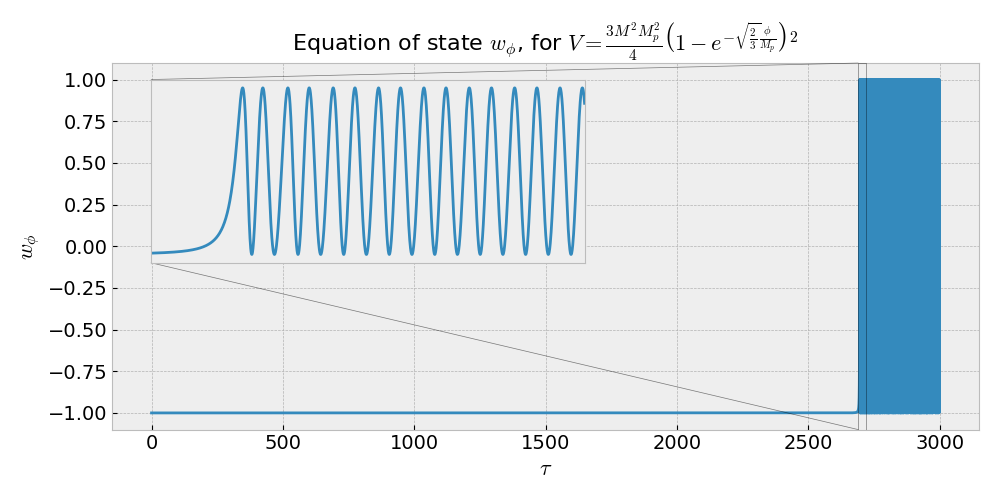 Equation of state $w_\phi$, for $V = \frac{3M^2M_p^2}{4}\left(1 - e^{-\sqrt{\frac{2}{3}}\frac{\phi}{M_p}}\right)2$
1.00
0.75
0.50
0.25
0.00
−0.25
−0.50
−0.75
−1.00
$w_\phi$
0 500 1000 1500 2000 2500 3000
τ